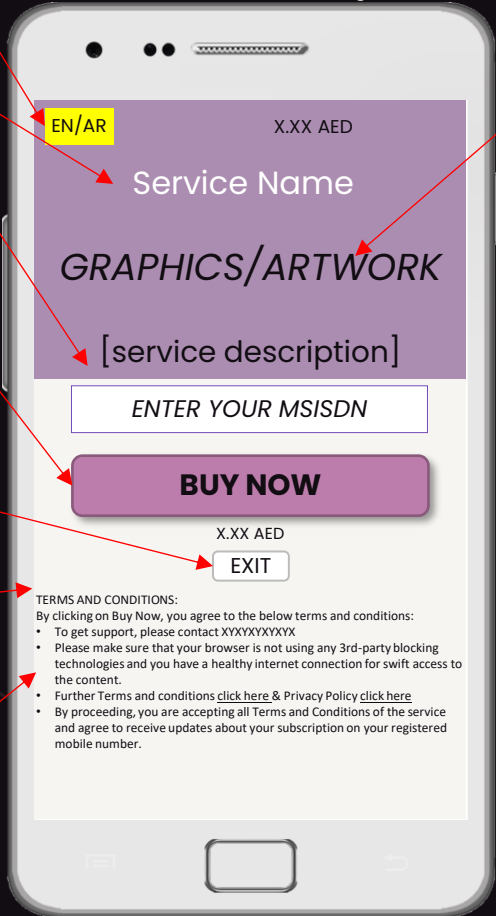 EN/AR X.XX AED
Service Name
GRAPHICS/ARTWORK
[service description]
ENTER YOUR MSISDN
BUY NOW
X.XX AED
EXIT
TERMS AND CONDITIONS:
By clicking on Buy Now, you agree to the below terms and conditions:
• To get support, please contact XYXYXYXYXYX
• Please make sure that your browser is not using any 3rd-party blocking
technologies and you have a healthy internet connection for swift access to
the content.
• Further Terms and conditions click here & Privacy Policy click here
• By proceeding, you are accepting all Terms and Conditions of the service
and agree to receive updates about your subscription on your registered
mobile number.